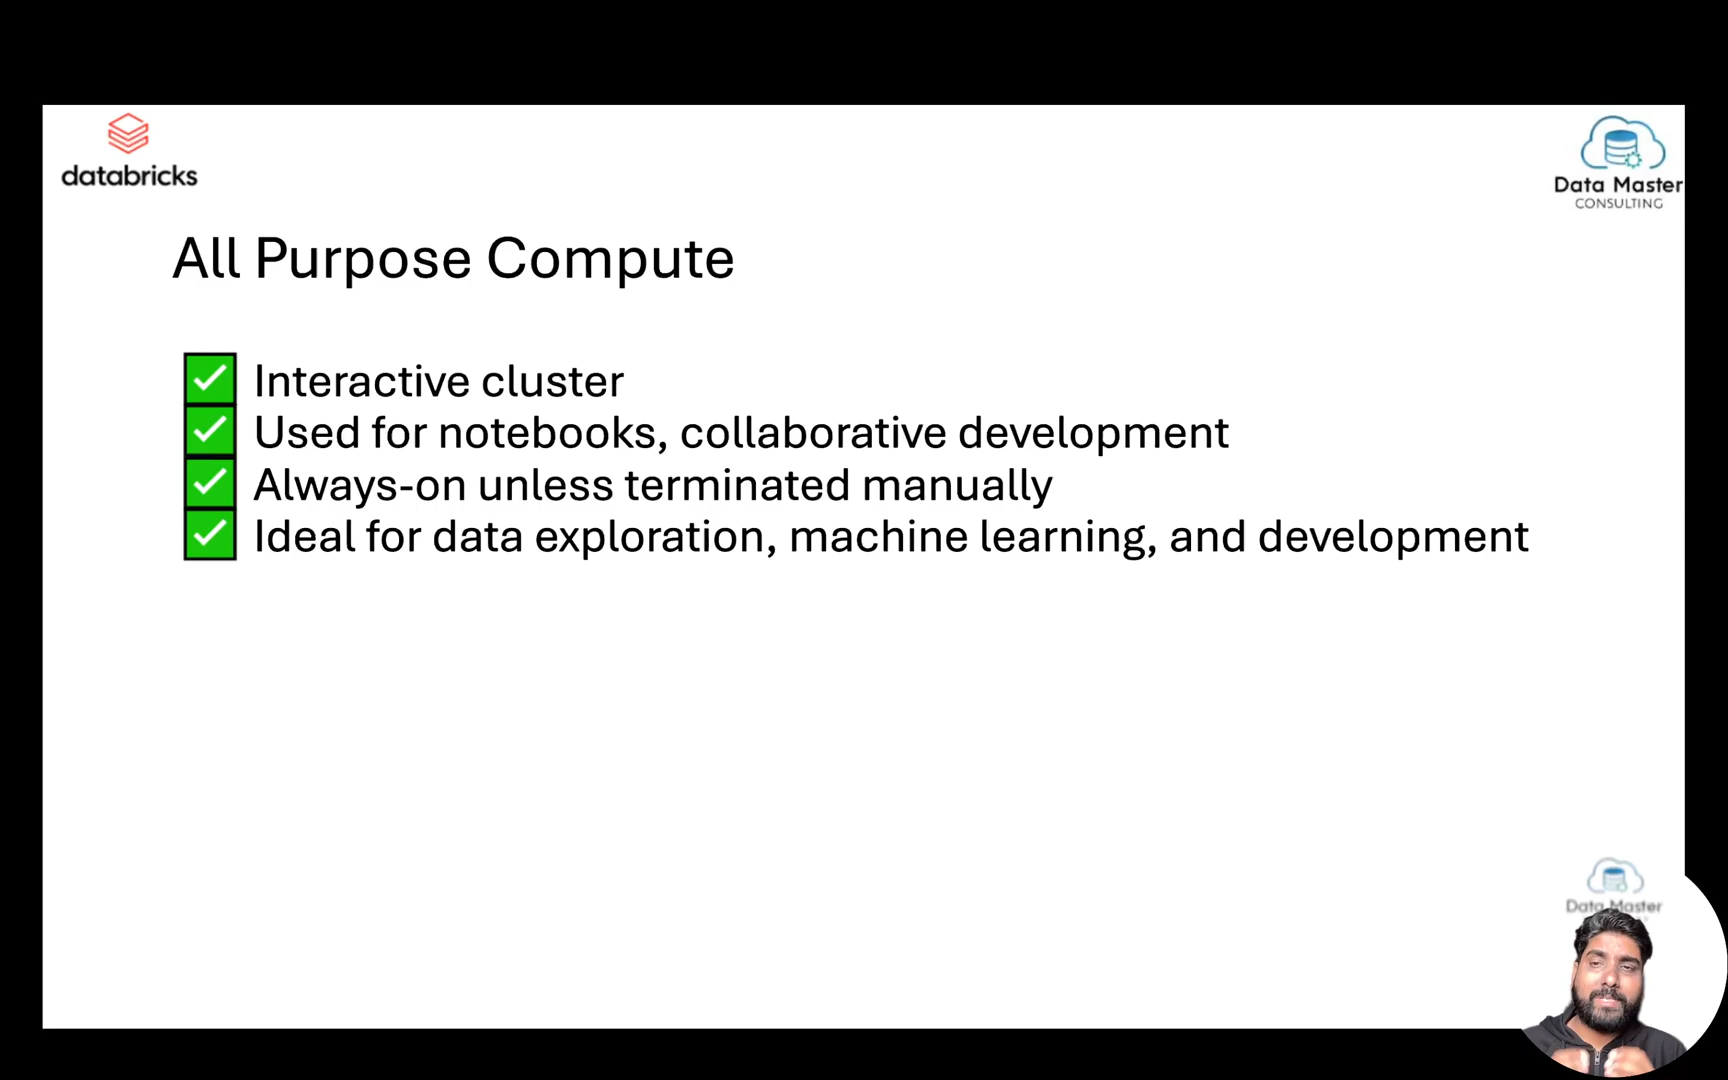 databricks
Data Master
CONSULTING
All Purpose Compute
Interactive cluster
Used for notebooks, collaborative development
Always-on unless terminated manually
Ideal for data exploration, machine learning, and development
Data Master